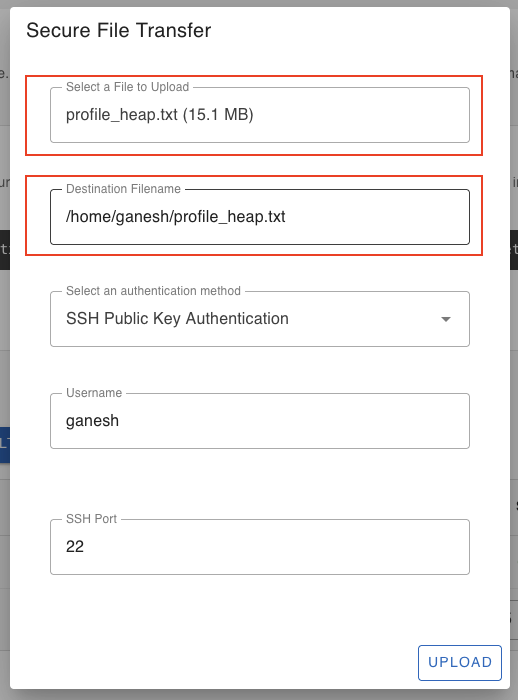 Secure File Transfer
Select a File to Upload
profile_heap.txt (15.1 MB)
Destination Filename
/home/ganesh/profile_heap.txt
Select an authentication method
SSH Public Key Authentication
Username
ganesh
SSH Port
22
UPLOAD